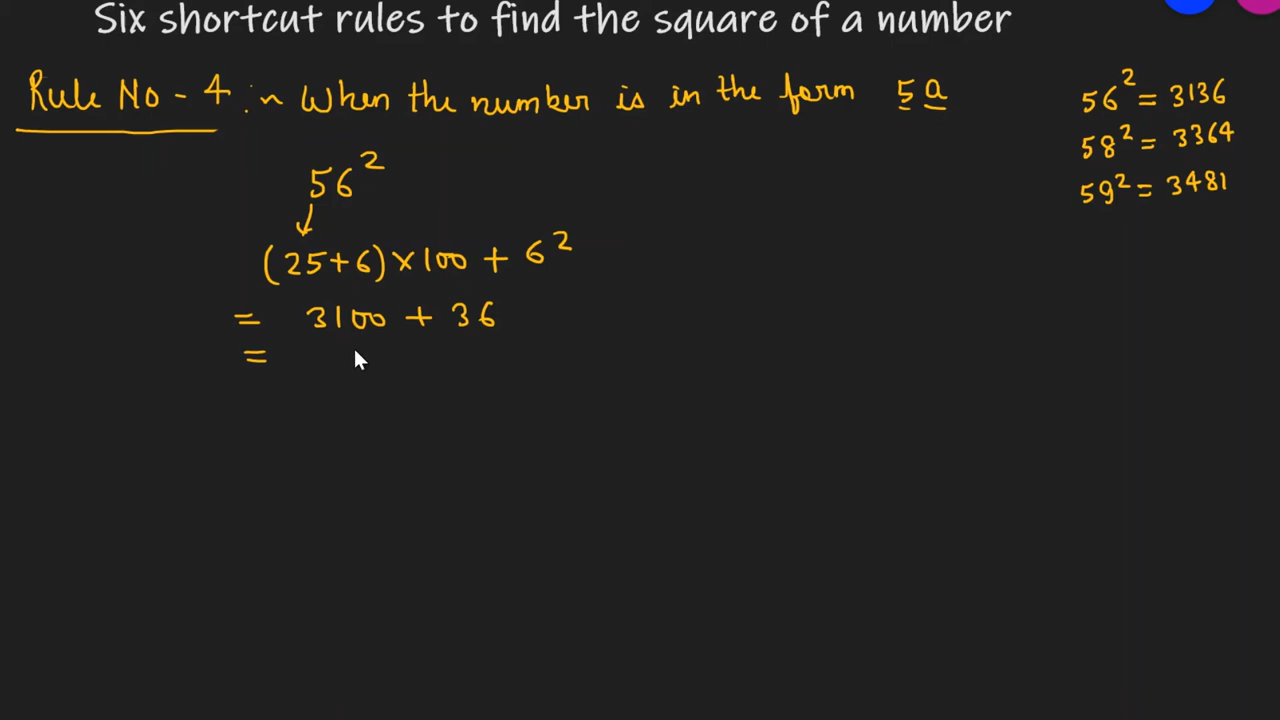 Six shortcut rules to find the square of a number
Rule No - 4 :~ When the number is in the form 5a
56² = 3136
58² = 3364
59² = 3481
56²
(25+6)×100 + 6²
= 3100 + 36
=